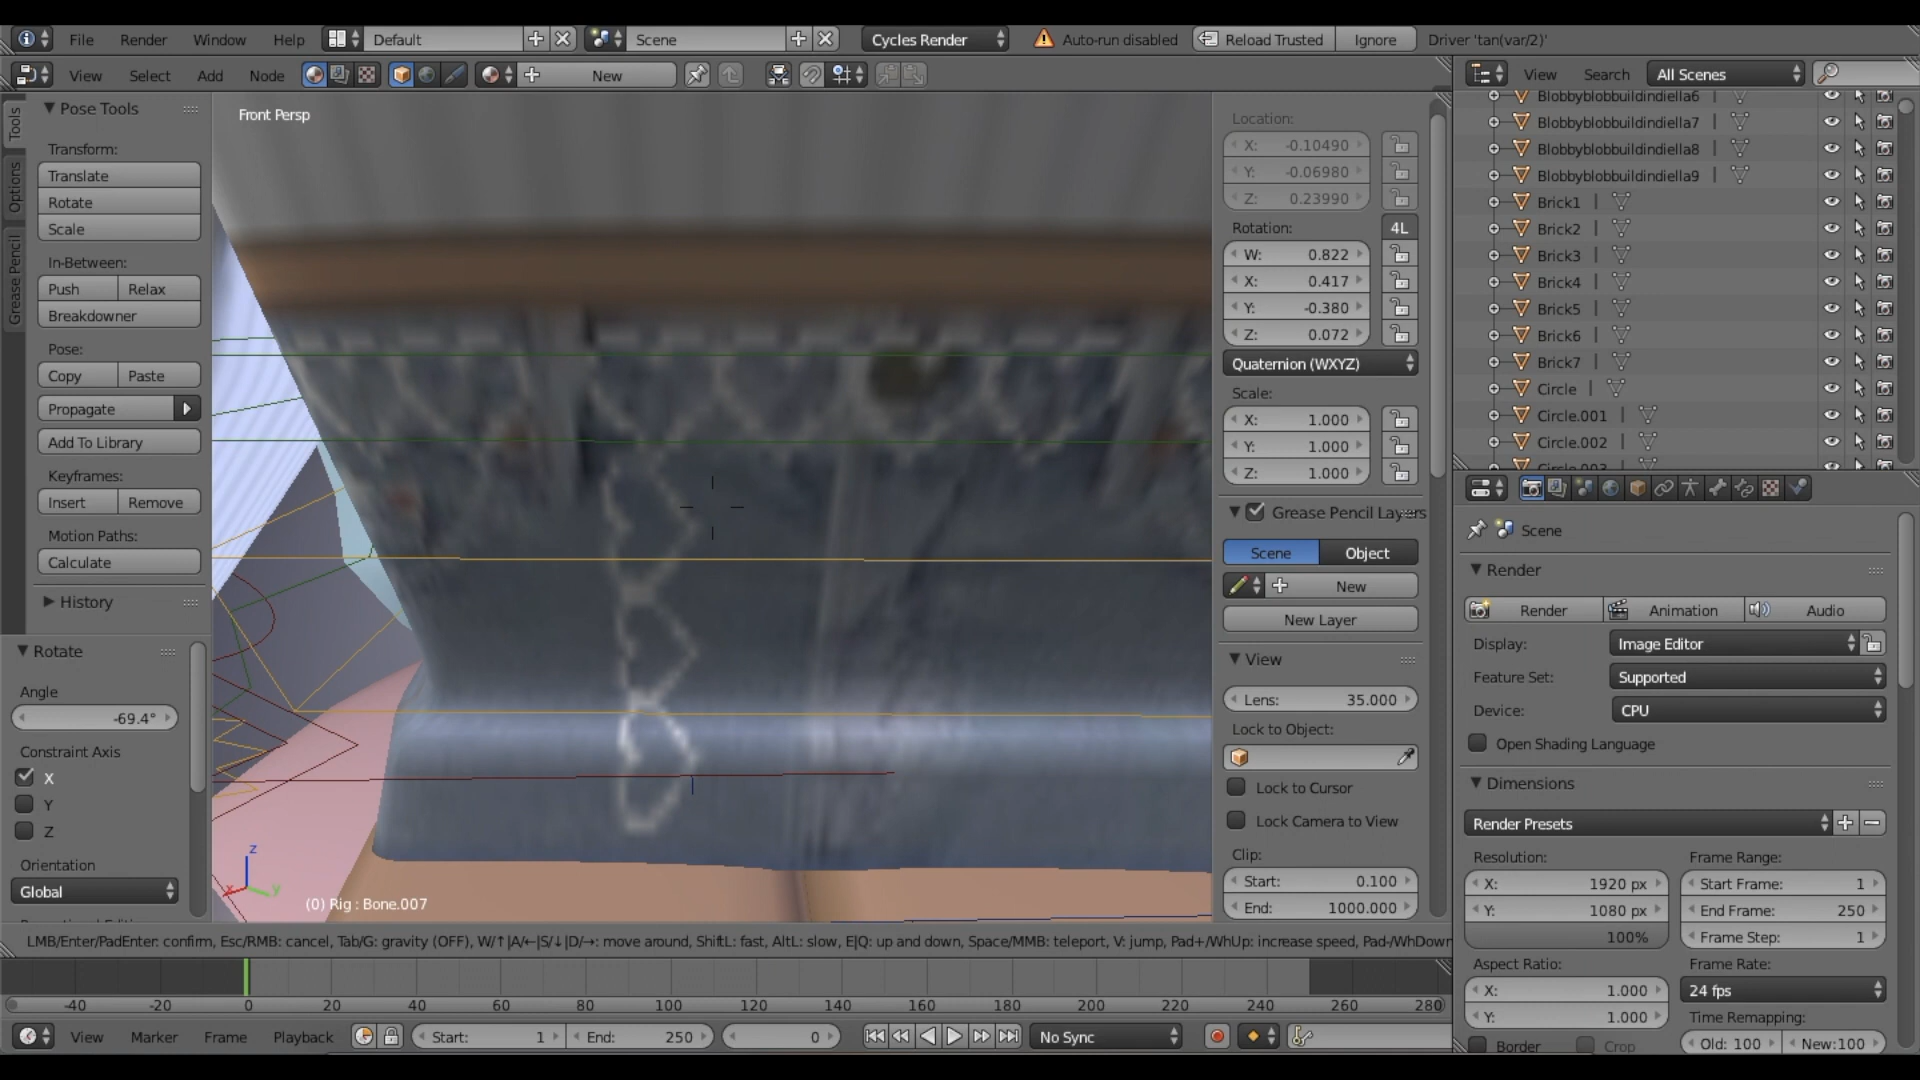 File Render Window Help Default Scene Cycles Render Auto-run disabled Reload Trusted Ignore Driver 'tan(var/2)'
View Select Add Node New
View Search All Scenes
Tools
Options
Grease Pencil
Pose Tools
Transform:
Translate
Rotate
Scale
In-Between:
Push Relax
Breakdowner
Pose:
Copy Paste
Propagate
Add To Library
Keyframes:
Insert Remove
Motion Paths:
Calculate
History
Rotate
Angle
-69.4°
Constraint Axis
X
Y
Z
Orientation
Global
Front Persp
z
x
y
(0) Rig : Bone.007
Location:
X: -0.10490
Y: -0.06980
Z: 0.23990
Rotation: 4L
W: 0.822
X: 0.417
Y: -0.380
Z: 0.072
Quaternion (WXYZ)
Scale:
X: 1.000
Y: 1.000
Z: 1.000
Grease Pencil Layers
Scene Object
New
New Layer
View
Lens: 35.000
Lock to Object:
Lock to Cursor
Lock Camera to View
Clip:
Start: 0.100
End: 1000.000
Blobbyblobbuildindiella6
Blobbyblobbuildindiella7
Blobbyblobbuildindiella8
Blobbyblobbuildindiella9
Brick1
Brick2
Brick3
Brick4
Brick5
Brick6
Brick7
Circle
Circle.001
Circle.002
Circle.003
Scene
Render
Render Animation Audio
Display: Image Editor
Feature Set: Supported
Device: CPU
Open Shading Language
Dimensions
Render Presets
Resolution: Frame Range:
X: 1920 px Start Frame: 1
Y: 1080 px End Frame: 250
100% Frame Step: 1
Aspect Ratio: Frame Rate:
X: 1.000 24 fps
Y: 1.000 Time Remapping:
Border Crop Old: 100 New:100
LMB/Enter/PadEnter: confirm, Esc/RMB: cancel, Tab/G: gravity (OFF), W/↑|A/←|S/↓|D/→: move around, ShiftL: fast, AltL: slow, E|Q: up and down, Space/MMB: teleport, V: jump, Pad+/WhUp: increase speed, Pad-/WhDown
-40 -20 0 20 40 60 80 100 120 140 160 180 200 220 240 260 280
View Marker Frame Playback Start: 1 End: 250 0 No Sync